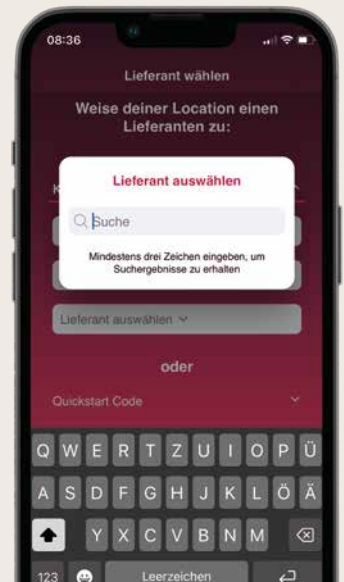 08:36
Lieferant wählen
Weise deiner Location einen
Lieferanten zu:
K
Lieferant auswählen
Suche
Mindestens drei Zeichen eingeben, um
Suchergebnisse zu erhalten
Lieferant auswählen
oder
Quickstart Code
Q W E R T Z U I O P Ü
A S D F G H J K L Ö Ä
Y X C V B N M
123 Leerzeichen